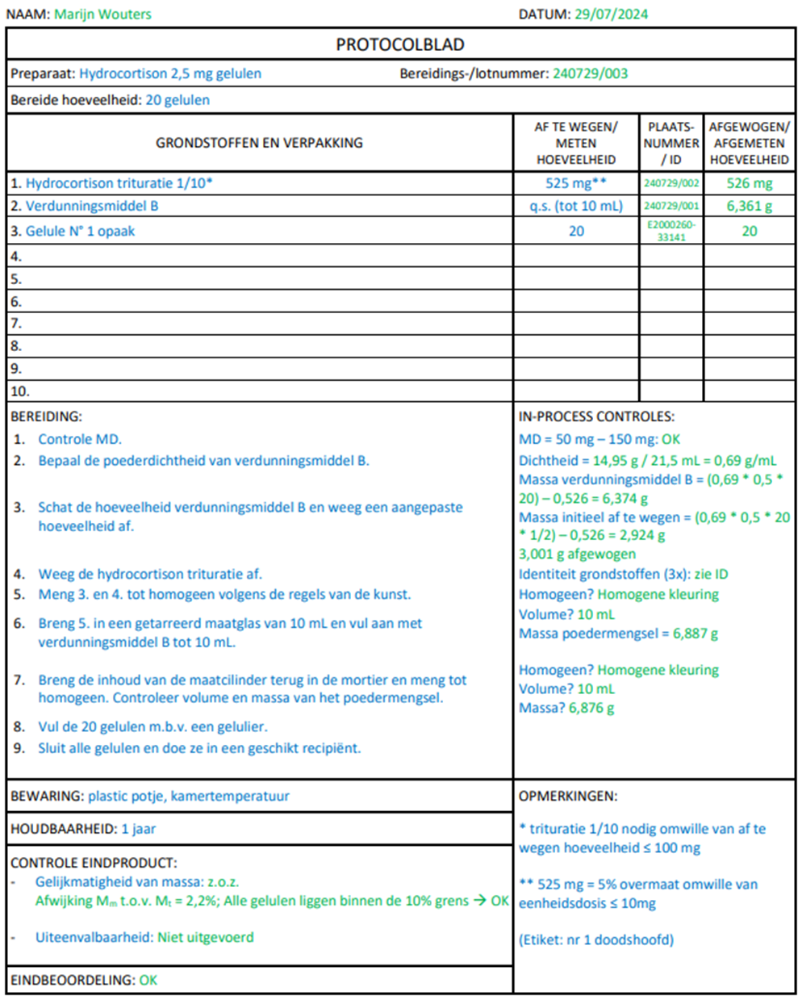 NAAM: Marijn Wouters DATUM: 29/07/2024
PROTOCOLBLAD
Preparaat: Hydrocortison 2,5 mg gelulen Bereidings-/lotnummer: 240729/003
Bereide hoeveelheid: 20 gelulen
GRONDSTOFFEN EN VERPAKKING
AF TE WEGEN/
METEN
HOEVEELHEID
PLAATS-
NUMMER
/ ID
AFGEWOGEN/
AFGEMETEN
HOEVEELHEID
1. Hydrocortison trituratie 1/10* 525 mg** 240729/002 526 mg
2. Verdunningsmiddel B q.s. (tot 10 mL) 240729/001 6,361 g
3. Gelule N° 1 opaak 20 E2000260-
33141 20
4.
5.
6.
7.
8.
9.
10.
BEREIDING:
1. Controle MD.
2. Bepaal de poederdichtheid van verdunningsmiddel B.
3. Schat de hoeveelheid verdunningsmiddel B en weeg een aangepaste
hoeveelheid af.
4. Weeg de hydrocortison trituratie af.
5. Meng 3. en 4. tot homogeen volgens de regels van de kunst.
6. Breng 5. in een getarreerd maatglas van 10 mL en vul aan met
verdunningsmiddel B tot 10 mL.
7. Breng de inhoud van de maatcilinder terug in de mortier en meng tot
homogeen. Controleer volume en massa van het poedermengsel.
8. Vul de 20 gelulen m.b.v. een gelulier.
9. Sluit alle gelulen en doe ze in een geschikt recipiënt.
IN-PROCESS CONTROLES:
MD = 50 mg – 150 mg: OK
Dichtheid = 14,95 g / 21,5 mL = 0,69 g/mL
Massa verdunningsmiddel B = (0,69 * 0,5 *
20) – 0,526 = 6,374 g
Massa initieel af te wegen = (0,69 * 0,5 * 20
* 1/2) – 0,526 = 2,924 g
3,001 g afgewogen
Identiteit grondstoffen (3x): zie ID
Homogeen? Homogene kleuring
Volume? 10 mL
Massa poedermengsel = 6,887 g
Homogeen? Homogene kleuring
Volume? 10 mL
Massa? 6,876 g
BEWARING: plastic potje, kamertemperatuur
HOUDBAARHEID: 1 jaar
CONTROLE EINDPRODUCT:
- Gelijkmatigheid van massa: z.o.z.
Afwijking Mm t.o.v. Mt = 2,2%; Alle gelulen liggen binnen de 10% grens → OK
- Uiteenvalbaarheid: Niet uitgevoerd
EINDBEOORDELING: OK
OPMERKINGEN:
* trituratie 1/10 nodig omwille van af te
wegen hoeveelheid ≤ 100 mg
** 525 mg = 5% overmaat omwille van
eenheidsdosis ≤ 10mg
(Etiket: nr 1 doodshoofd)